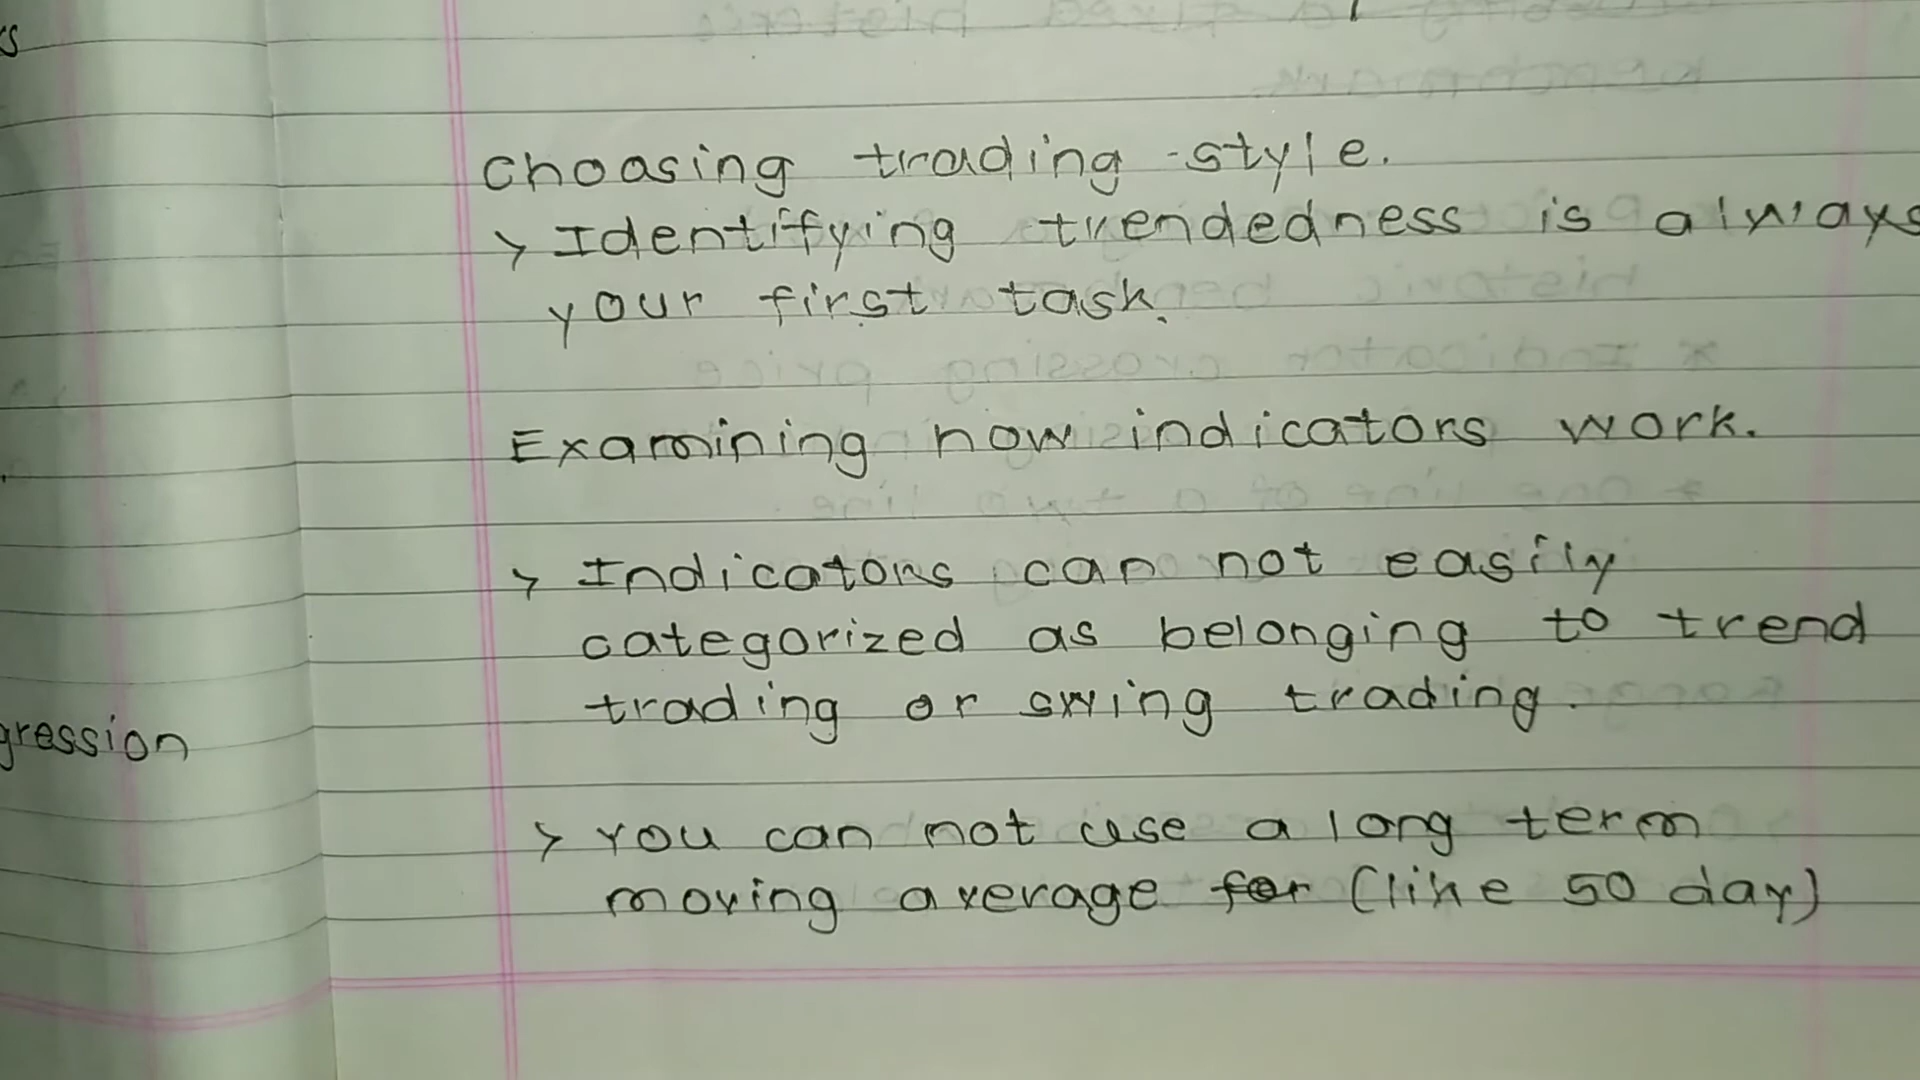 choosing trading style.
> Identifying trendedness is always
your first task.
Examining how indicators work.
> Indicators can not easily
categorized as belonging to trend
trading or swing trading.
gression
> You can not use a long term
moving average for (like 50 day)